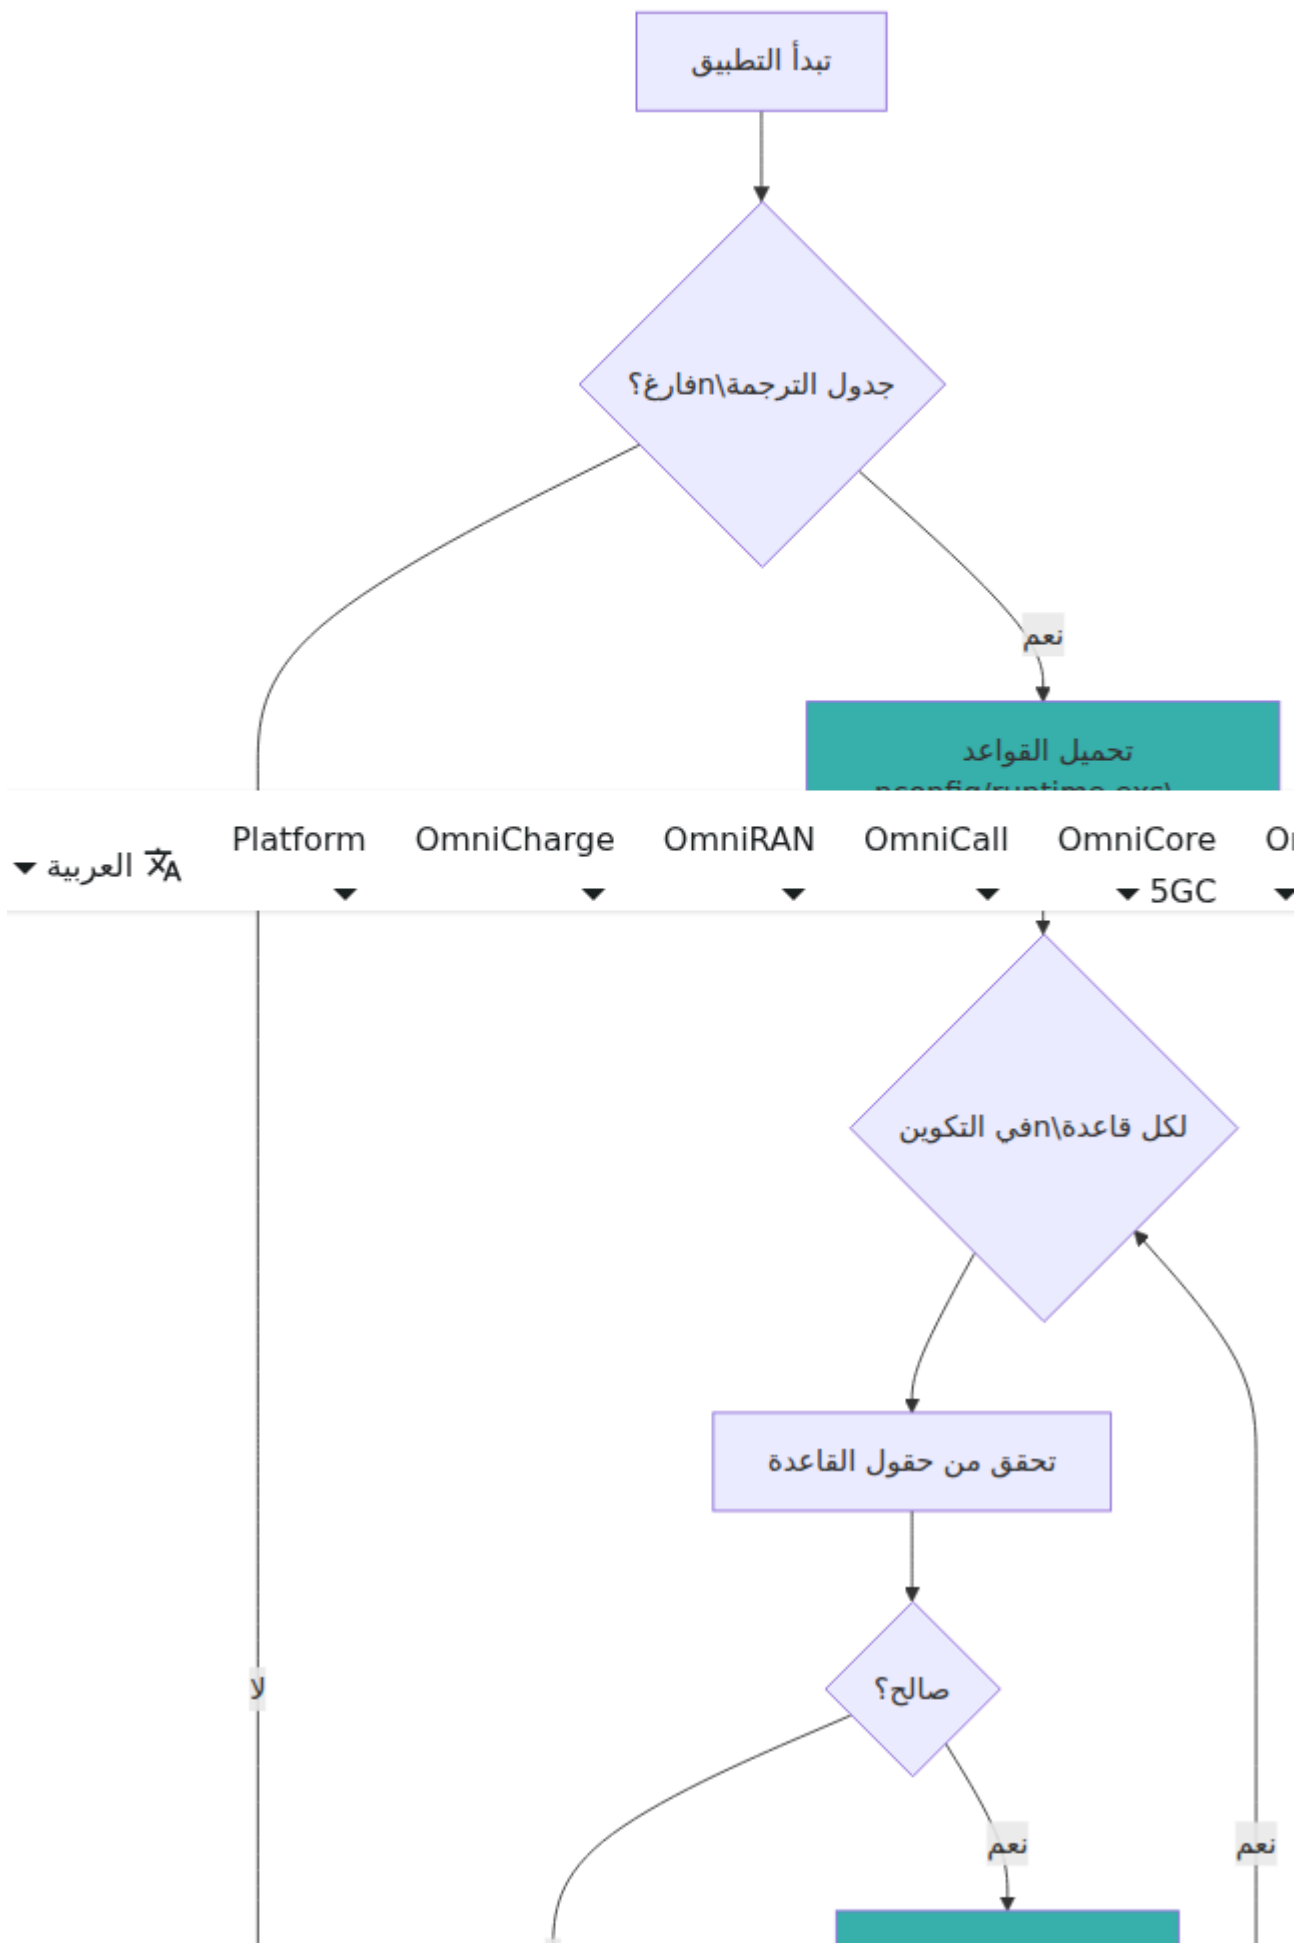 تبدأ التطبيق
جدول الترجمة\nفارغ؟
نعم
تحميل القواعد
العربية
Platform
OmniCharge
OmniRAN
OmniCall
OmniCore
5GC
لكل قاعدة\nفي التكوين
تحقق من حقول القاعدة
لا
صالح؟
نعم
نعم